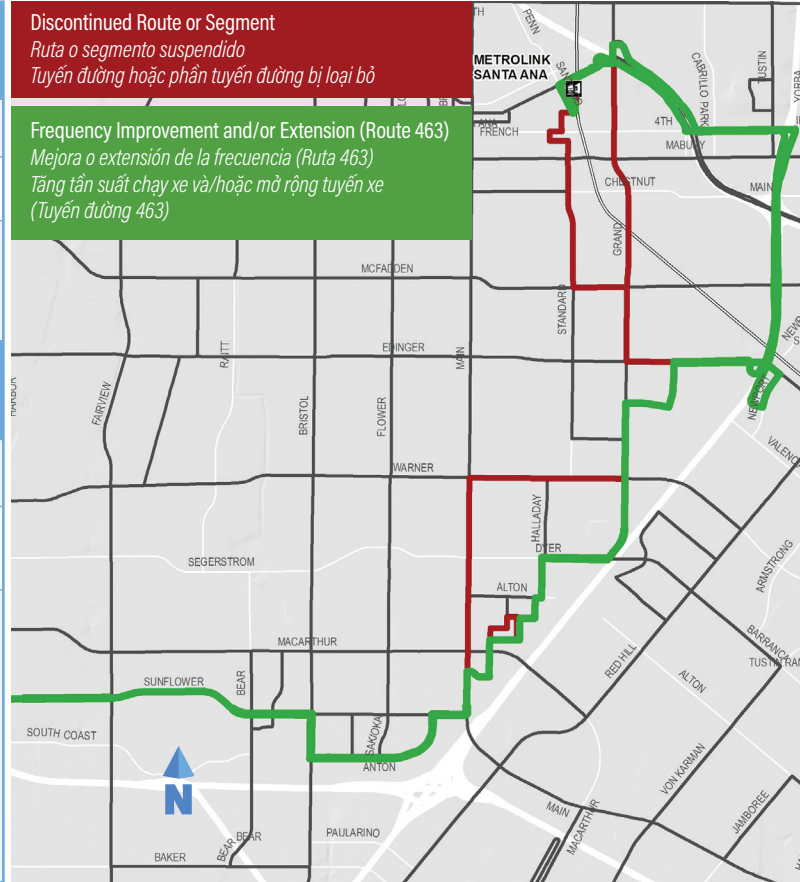 Discontinued Route or Segment
Ruta o segmento suspendido
Tuyến đường hoặc phần tuyến đường bị loại bỏ
Frequency Improvement and/or Extension (Route 463)
Mejora o extensión de la frecuencia (Ruta 463)
Tăng tần suất chạy xe và/hoặc mở rộng tuyến xe
(Tuyến đường 463)
TH
PENN
METROLINK
SANTA ANA
CABRILLO PARK
TUSTIN
YORBA
4TH
FRENCH
MABURY
CHESTNUT
MAIN
GRAND
MCFADDEN
STANDARD
EDINGER
MAIN
RAITT
HARBOR
FAIRVIEW
BRISTOL
FLOWER
NEWPORT
WARNER
HALLADAY
DYER
SEGERSTROM
ALTON
ARMSTRONG
MACARTHUR
BARRANCA
RED HILL
ALTON
SUNFLOWER
BEAR
SOUTH COAST
SAKIOKA
ANTON
VON KARMAN
N
MAIN
MACARTHUR
JAMBOREE
BEAR
BEAR
PAULARINO
BAKER